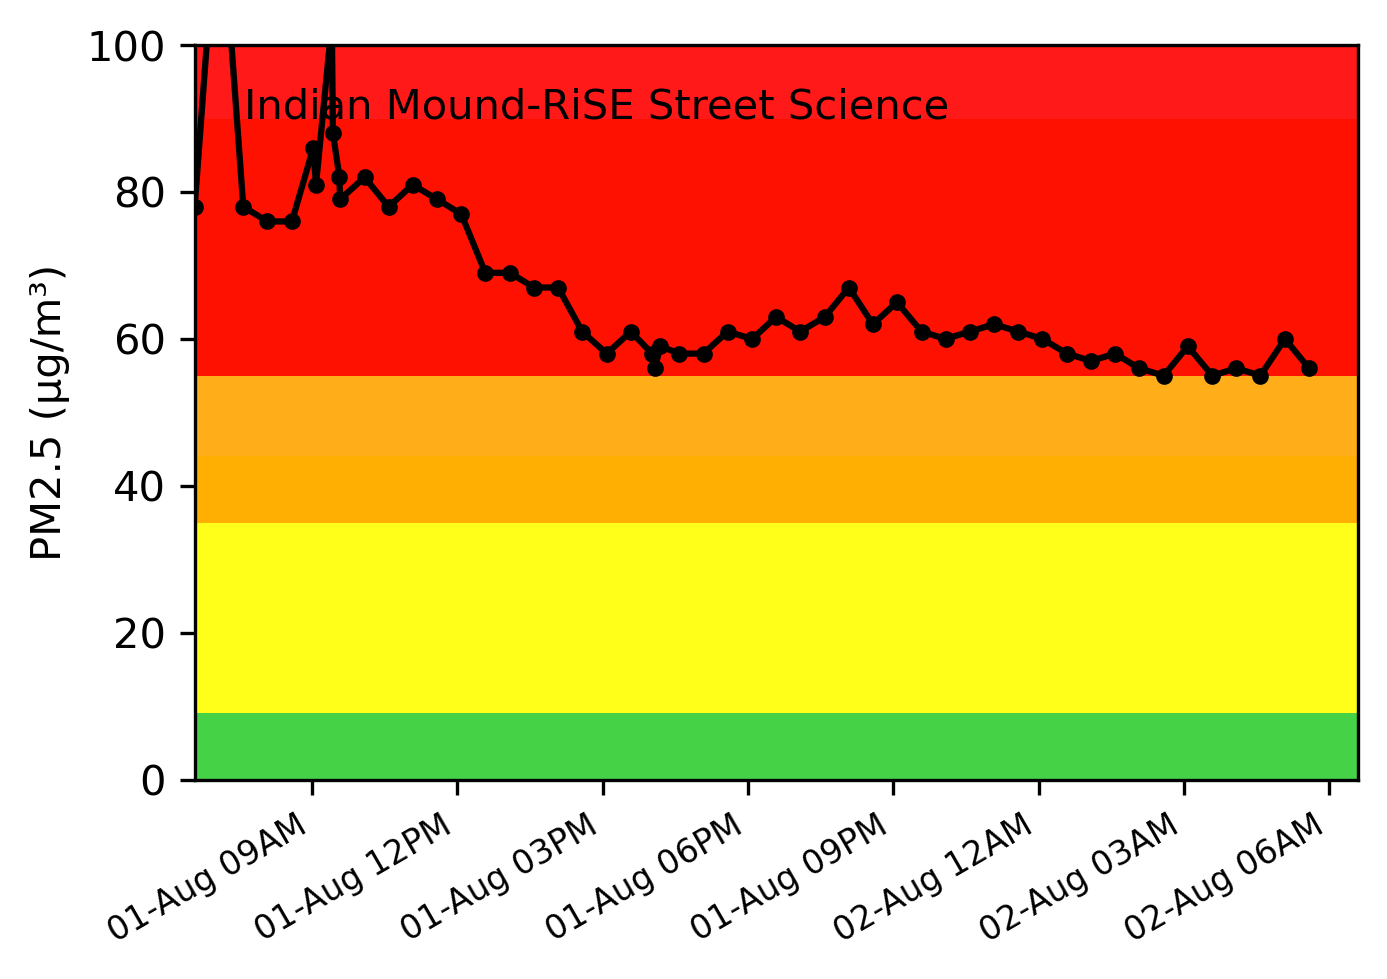 100
Indian Mound-RiSE Street Science
80
60
40
20
0
PM2.5 (µg/m³)
01-Aug 09AM
01-Aug 12PM
01-Aug 03PM
01-Aug 06PM
01-Aug 09PM
02-Aug 12AM
02-Aug 03AM
02-Aug 06AM